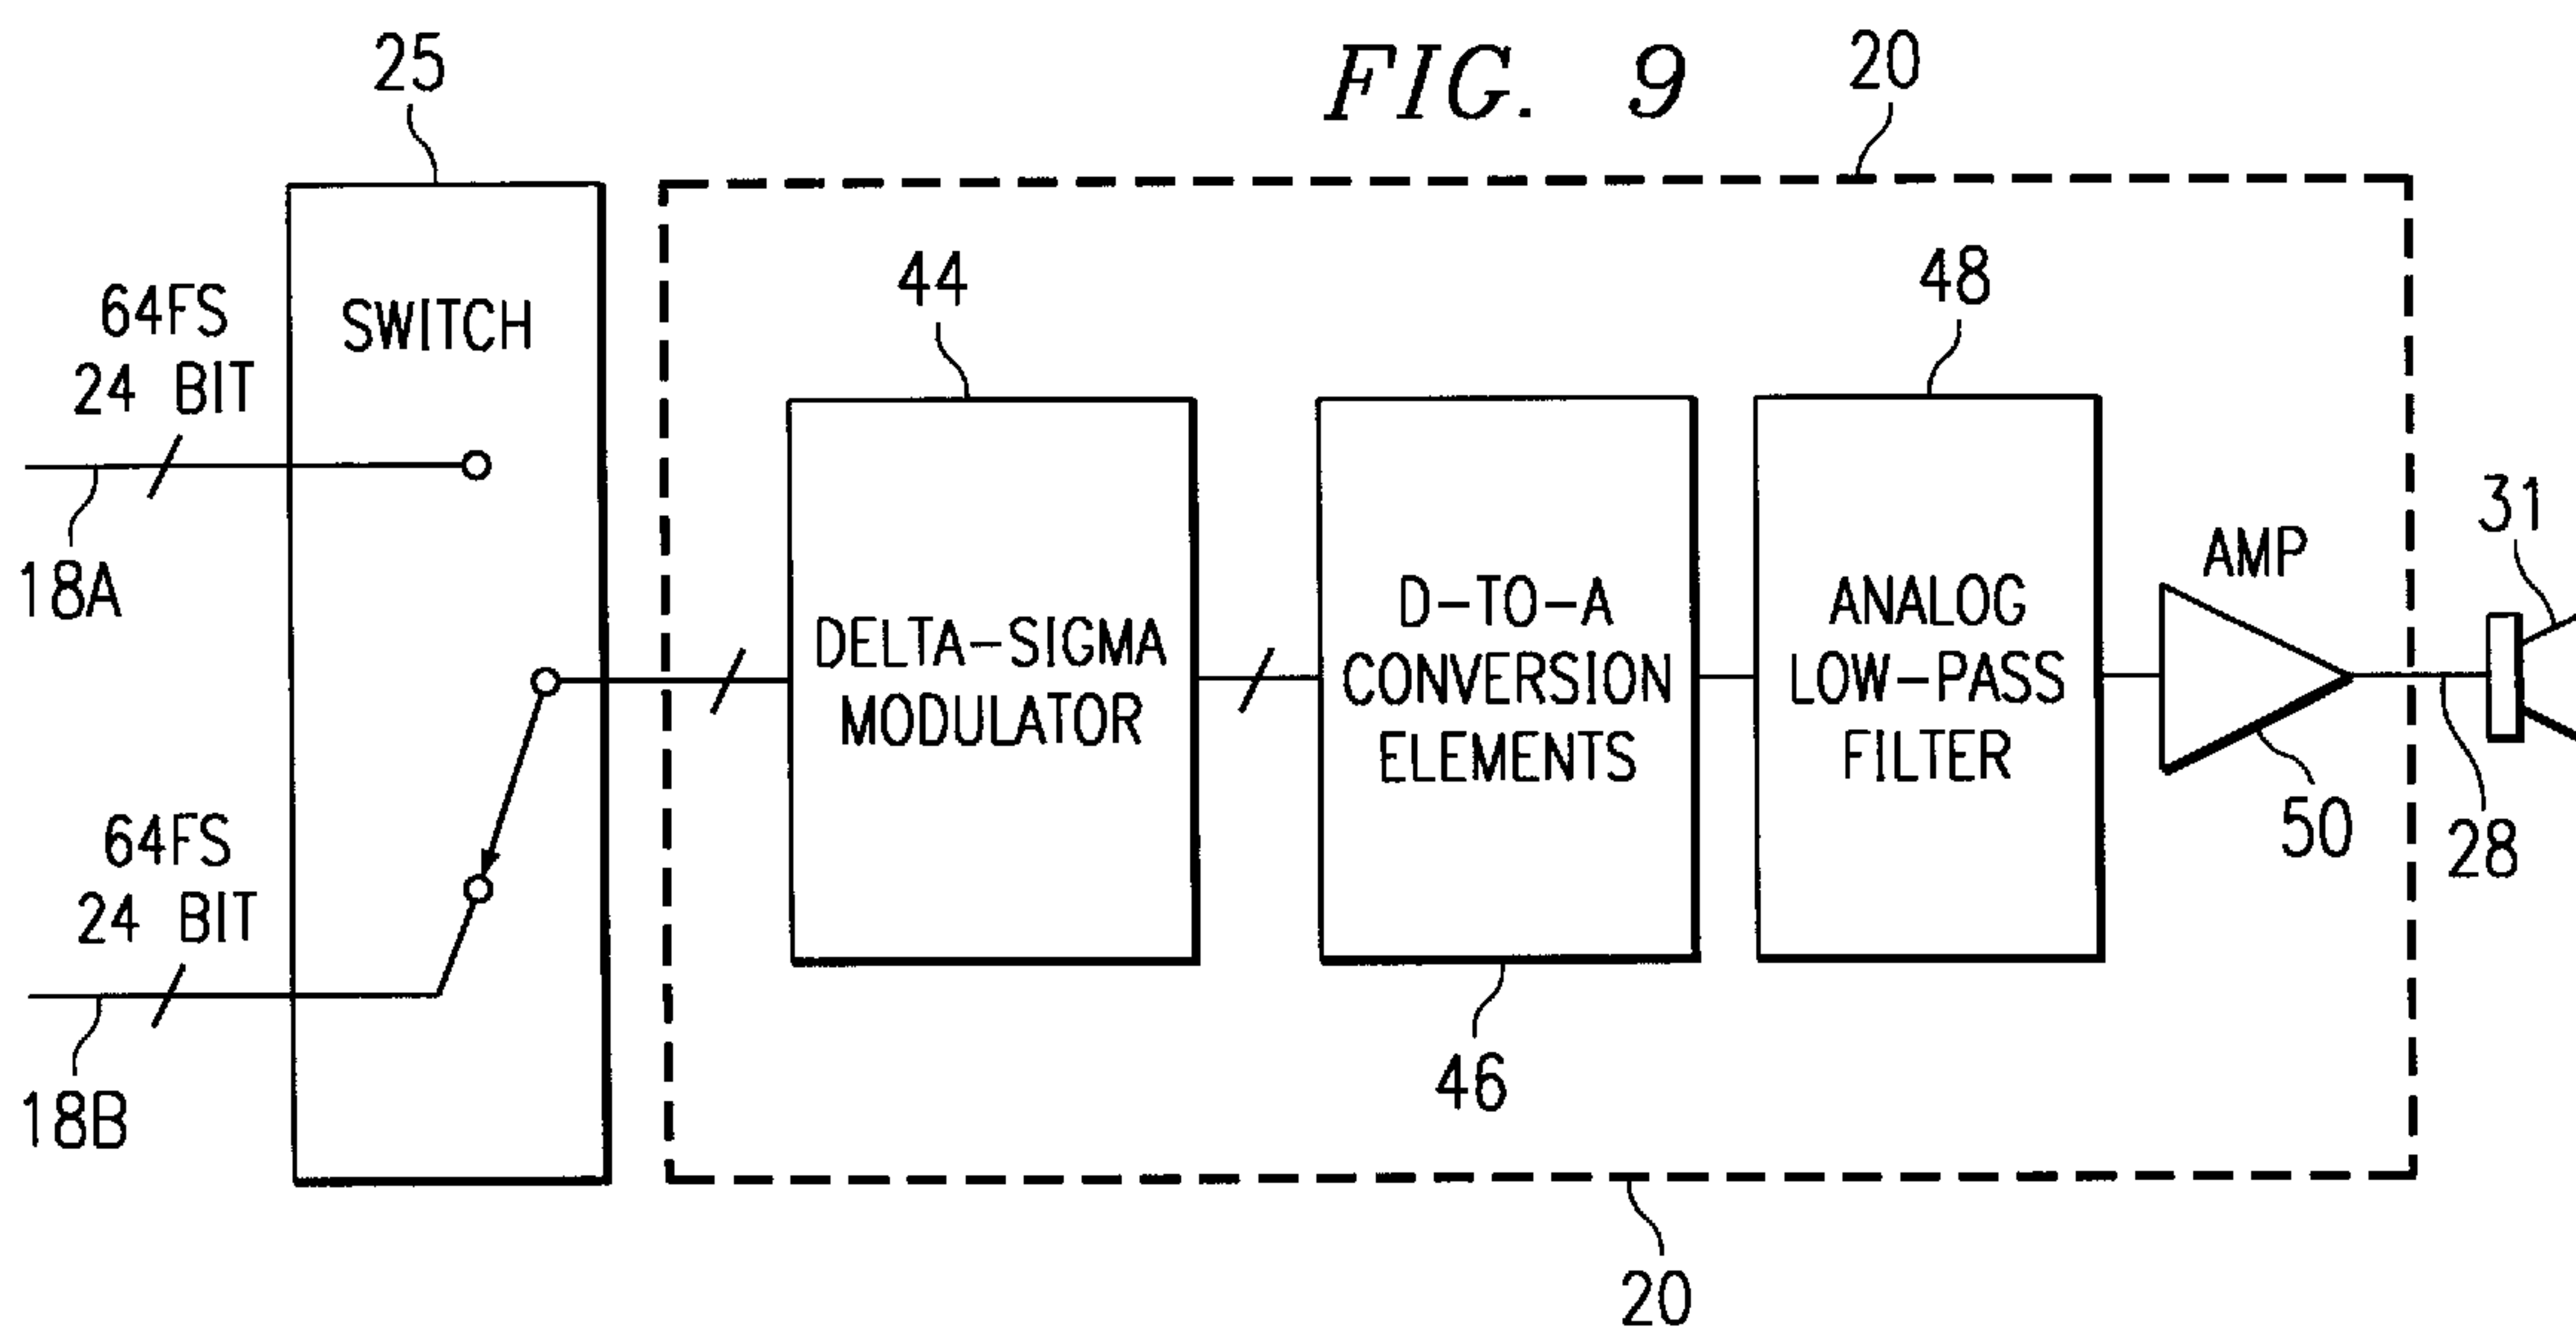 FIG. 9
25
20
SWITCH
64FS
24 BIT
18A
64FS
24 BIT
18B
44
DELTA-SIGMA
MODULATOR
D-TO-A
CONVERSION
ELEMENTS
46
48
ANALOG
LOW-PASS
FILTER
AMP
50
28
31
20